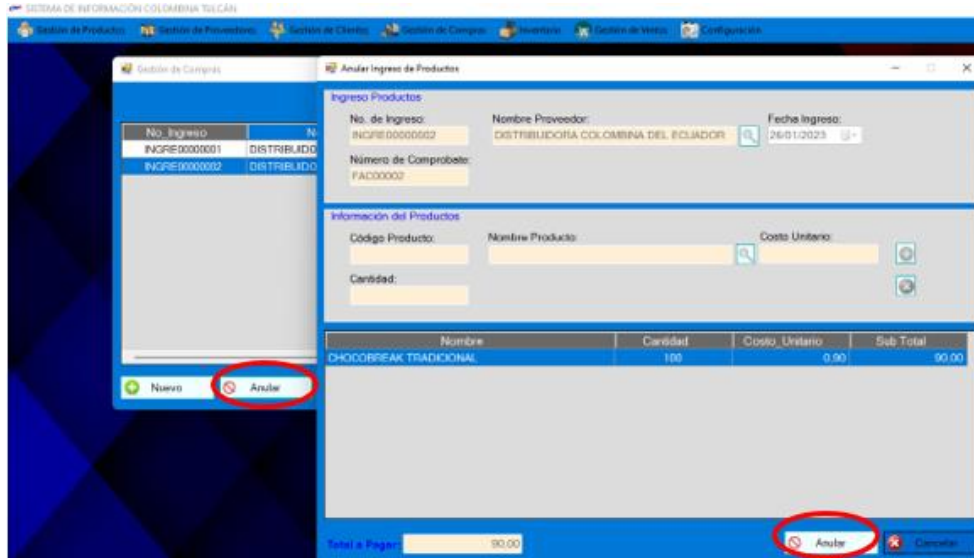 SISTEMA DE INFORMACIÓN COLOMBINA TULCÁN
Gestión de Productos Gestión de Proveedores Gestión de Clientes Gestión de Compras Inventario Gestión de Ventas Configuración
Gestión de Compras
No_Ingreso
INGRE00000001 DISTRIBUIDO
INGRE00000002 DISTRIBUIDO
Nuevo Anular
Anular Ingreso de Productos
Ingreso Productos
No. de Ingreso: Nombre Proveedor: Fecha Ingreso:
INGRE00000002 DISTRIBUIDORA COLOMBINA DEL ECUADOR 26/01/2023
Número de Comprobate:
FAC00002
Información del Productos
Código Producto: Nombre Producto: Costo Unitario:
Cantidad:
Nombre Cantidad Costo_Unitario Sub Total
CHOCOBREAK TRADICIONAL 100 0.90 90.00
Total a Pagar: 90.00
Anular Cancelar